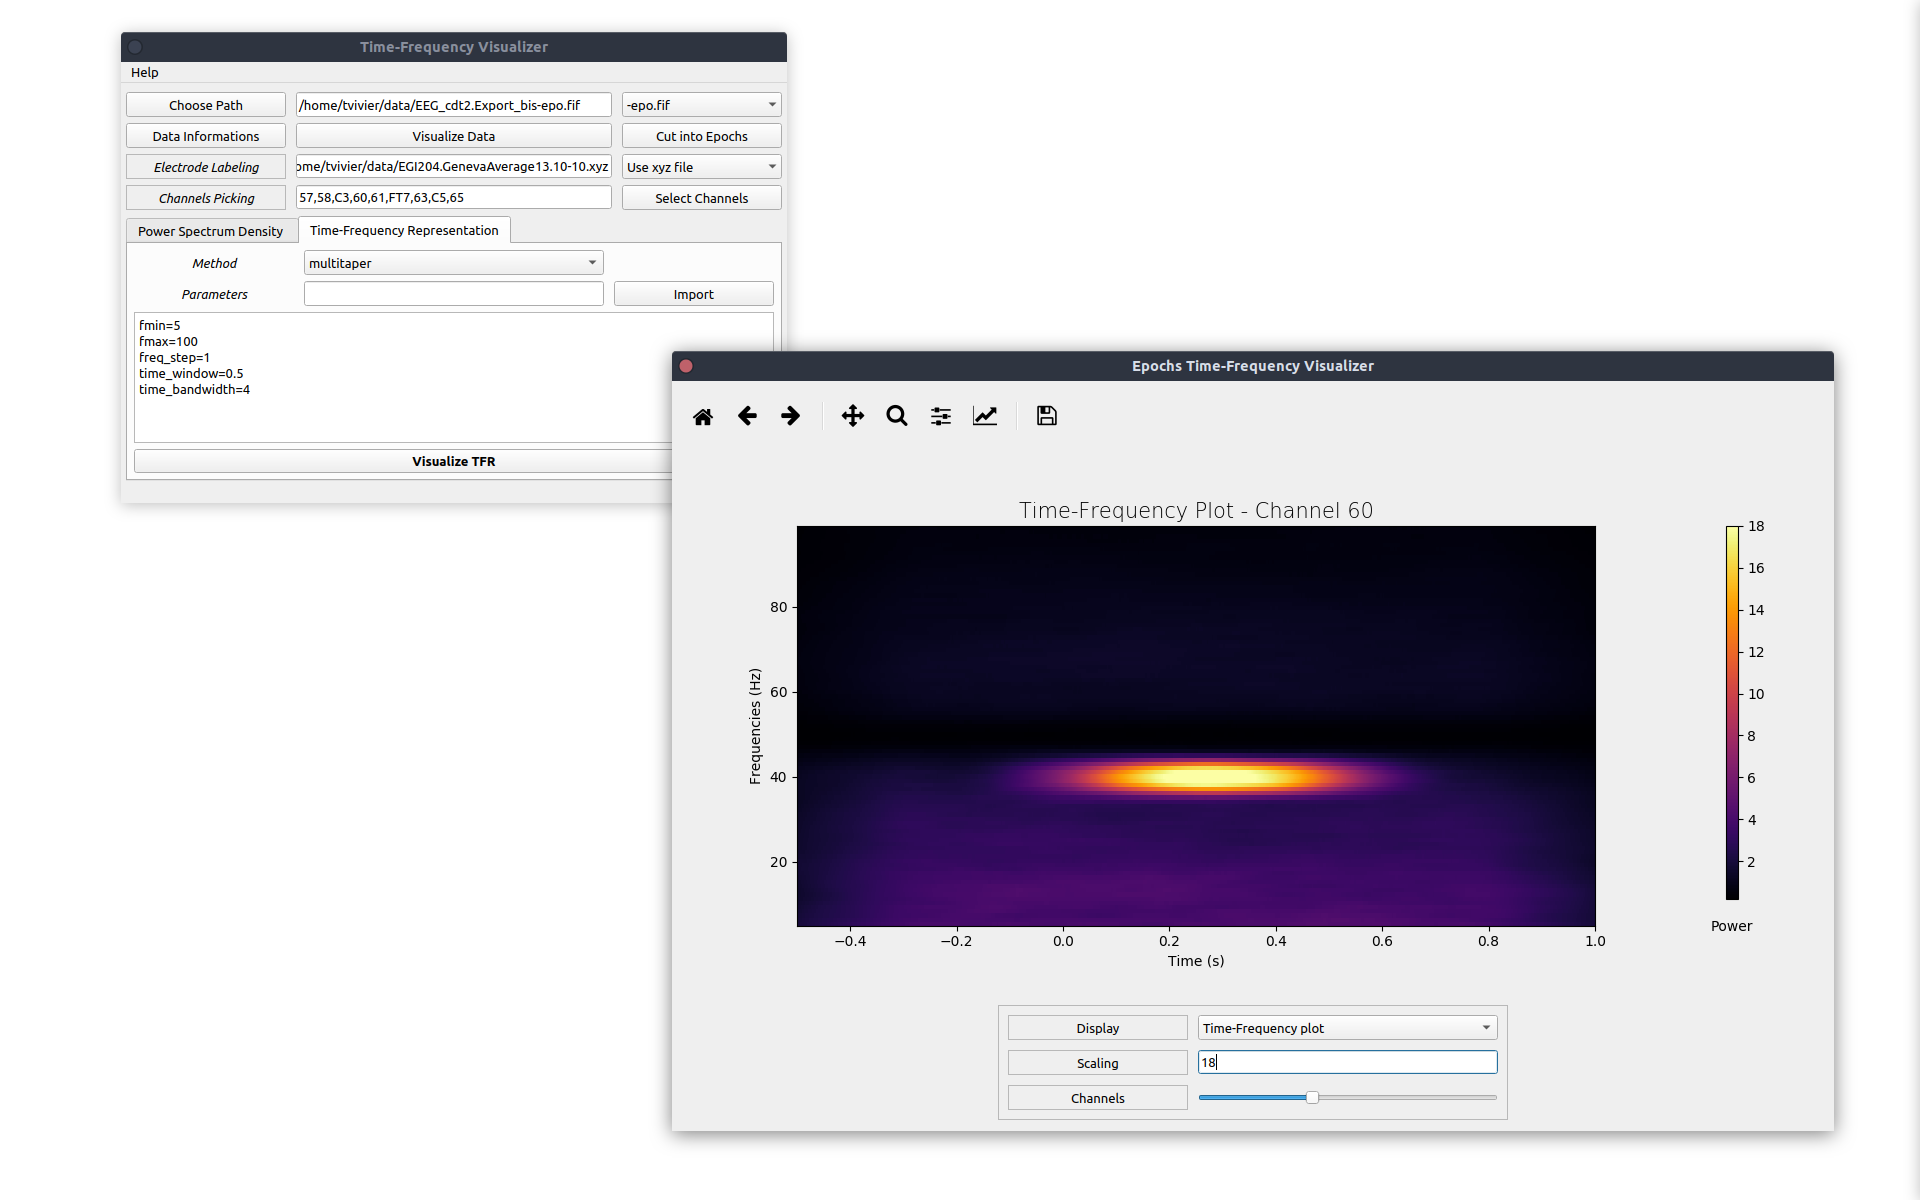 Time-Frequency Visualizer
Help
Choose Path /home/tvivier/data/EEG_cdt2.Export_bis-epo.fif -epo.fif
Data Informations Visualize Data Cut into Epochs
Electrode Labeling ome/tvivier/data/EGI204.GenevaAverage13.10-10.xyz Use xyz file
Channels Picking 57,58,C3,60,61,FT7,63,C5,65 Select Channels
Power Spectrum Density Time-Frequency Representation
Method multitaper
Parameters Import
fmin=5
fmax=100
freq_step=1
time_window=0.5
time_bandwidth=4
Visualize TFR
Epochs Time-Frequency Visualizer
Time-Frequency Plot - Channel 60
Frequencies (Hz)
80
60
40
20
−0.4 −0.2 0.0 0.2 0.4 0.6 0.8 1.0
Time (s)
18
16
14
12
10
8
6
4
2
Power
Display Time-Frequency plot
Scaling 18
Channels